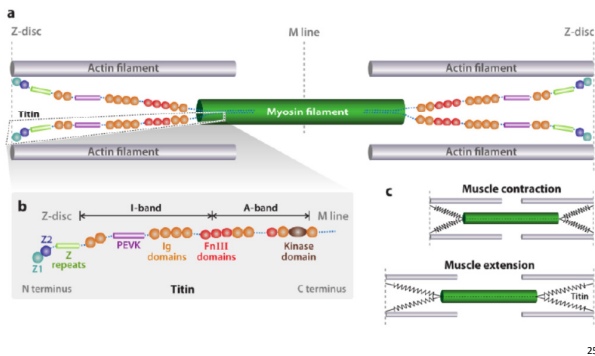 a
Z-disc
M line
Z-disc
Actin filament
Actin filament
Titin
Myosin filament
Actin filament
Actin filament
b
Z-disc
I-band
A-band
M line
Z2
Z1
Z
repeats
PEVK
Ig
domains
FnIII
domains
Kinase
domain
N terminus
Titin
C terminus
c
Muscle contraction
Muscle extension
Titin